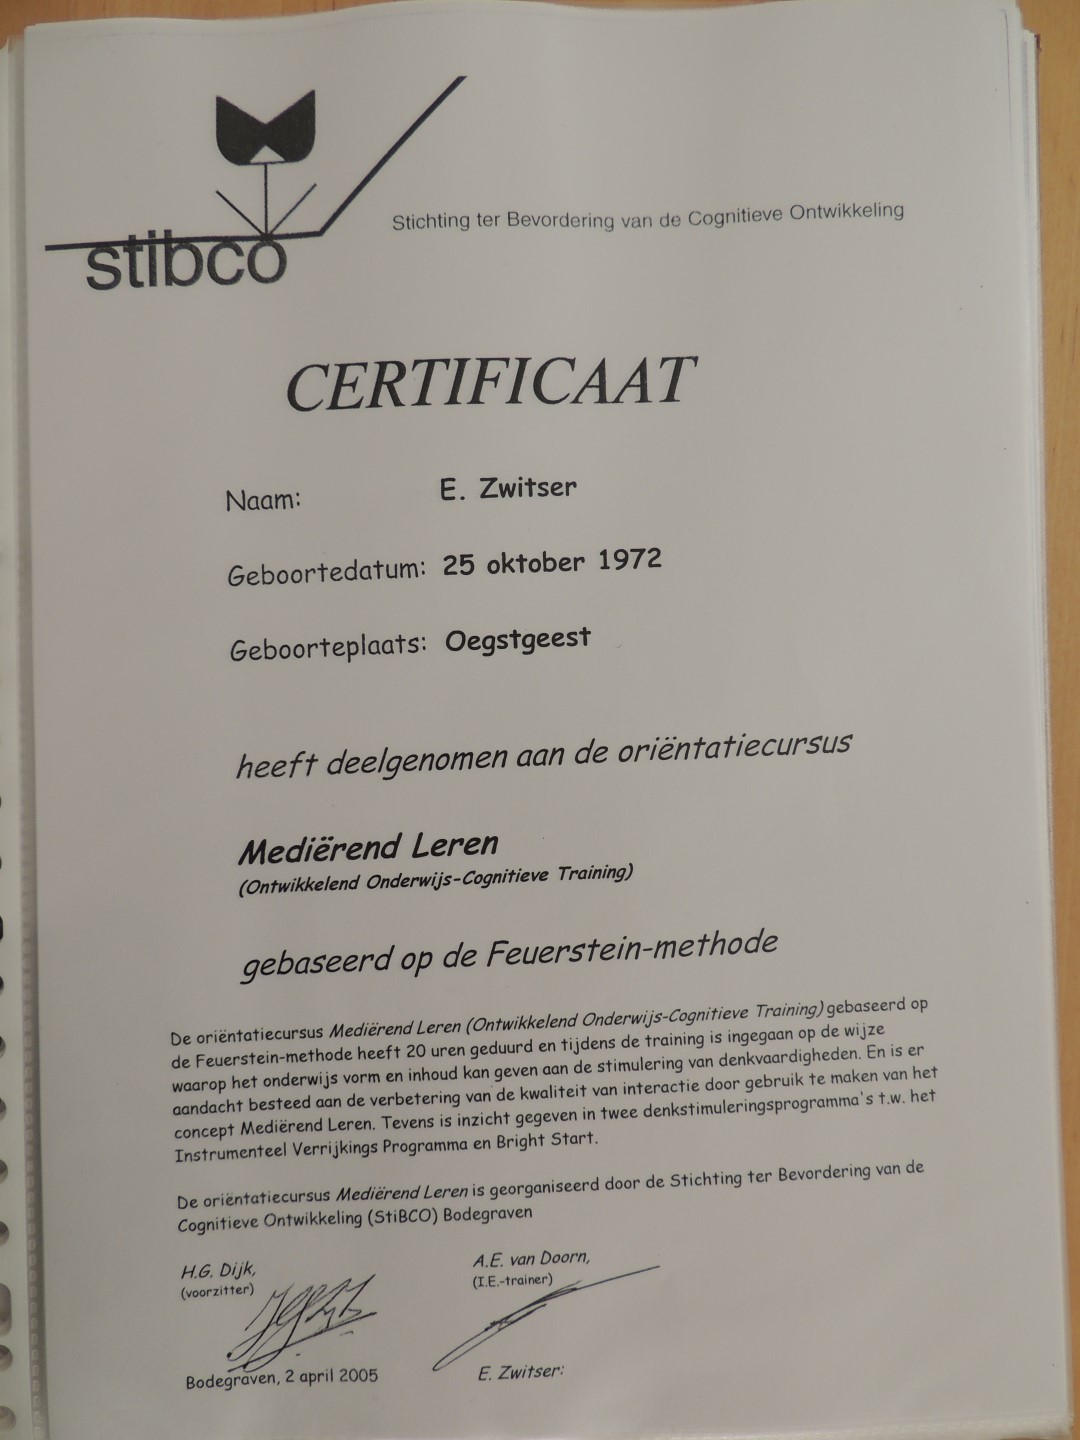 stibco
Stichting ter Bevordering van de Cognitieve Ontwikkeling
CERTIFICAAT
Naam: E. Zwitser
Geboortedatum: 25 oktober 1972
Geboorteplaats: Oegstgeest
heeft deelgenomen aan de oriëntatiecursus
Mediërend Leren
(Ontwikkelend Onderwijs-Cognitieve Training)
gebaseerd op de Feuerstein-methode
De oriëntatiecursus Mediërend Leren (Ontwikkelend Onderwijs-Cognitieve Training) gebaseerd op
de Feuerstein-methode heeft 20 uren geduurd en tijdens de training is ingegaan op de wijze
waarop het onderwijs vorm en inhoud kan geven aan de stimulering van denkvaardigheden. En is er
aandacht besteed aan de verbetering van de kwaliteit van interactie door gebruik te maken van het
concept Mediërend Leren. Tevens is inzicht gegeven in twee denkstimuleringsprogramma's t.w. het
Instrumenteel Verrijkings Programma en Bright Start.
De oriëntatiecursus Mediërend Leren is georganiseerd door de Stichting ter Bevordering van de
Cognitieve Ontwikkeling (StiBCO) Bodegraven
H.G. Dijk,
(voorzitter)
A.E. van Doorn,
(I.E.-trainer)
Bodegraven, 2 april 2005
E. Zwitser: